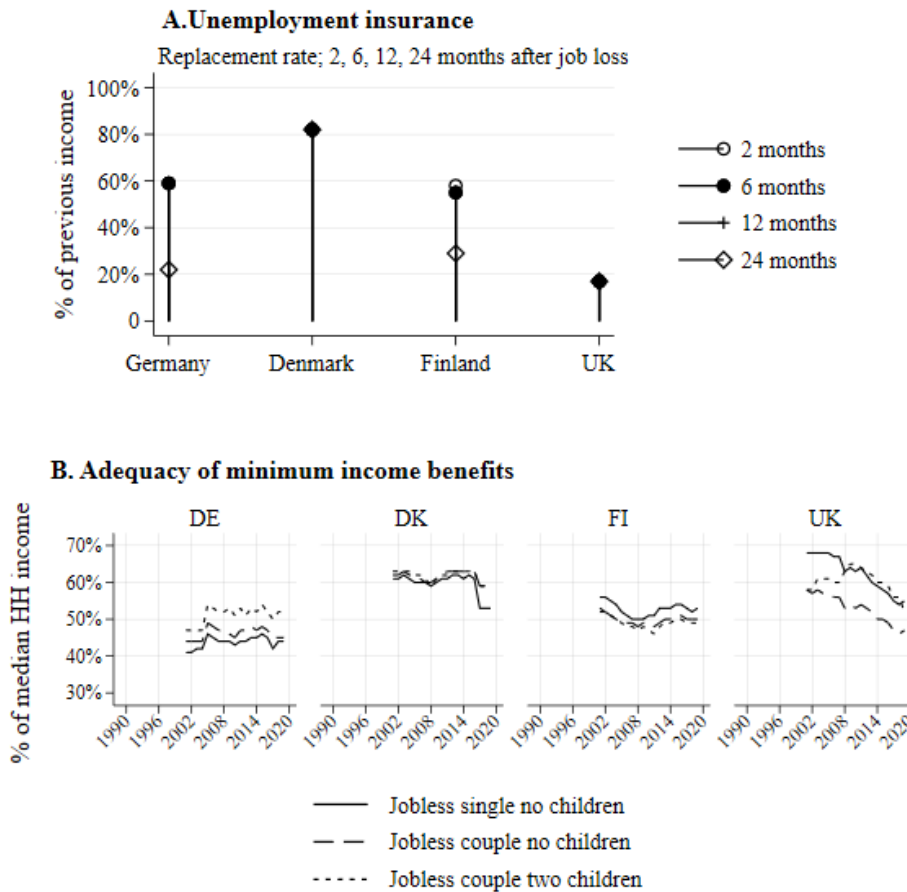 A.Unemployment insurance
Replacement rate; 2, 6, 12, 24 months after job loss
% of previous income
100%
80%
60%
40%
20%
0
Germany Denmark Finland UK
2 months
6 months
12 months
24 months
B. Adequacy of minimum income benefits
% of median HH income
DE DK FI UK
70%
60%
50%
40%
30%
1990 1996 2002 2008 2014 2020 1990 1996 2002 2008 2014 2020 1990 1996 2002 2008 2014 2020 1990 1996 2002 2008 2014 2020
Jobless single no children
Jobless couple no children
Jobless couple two children